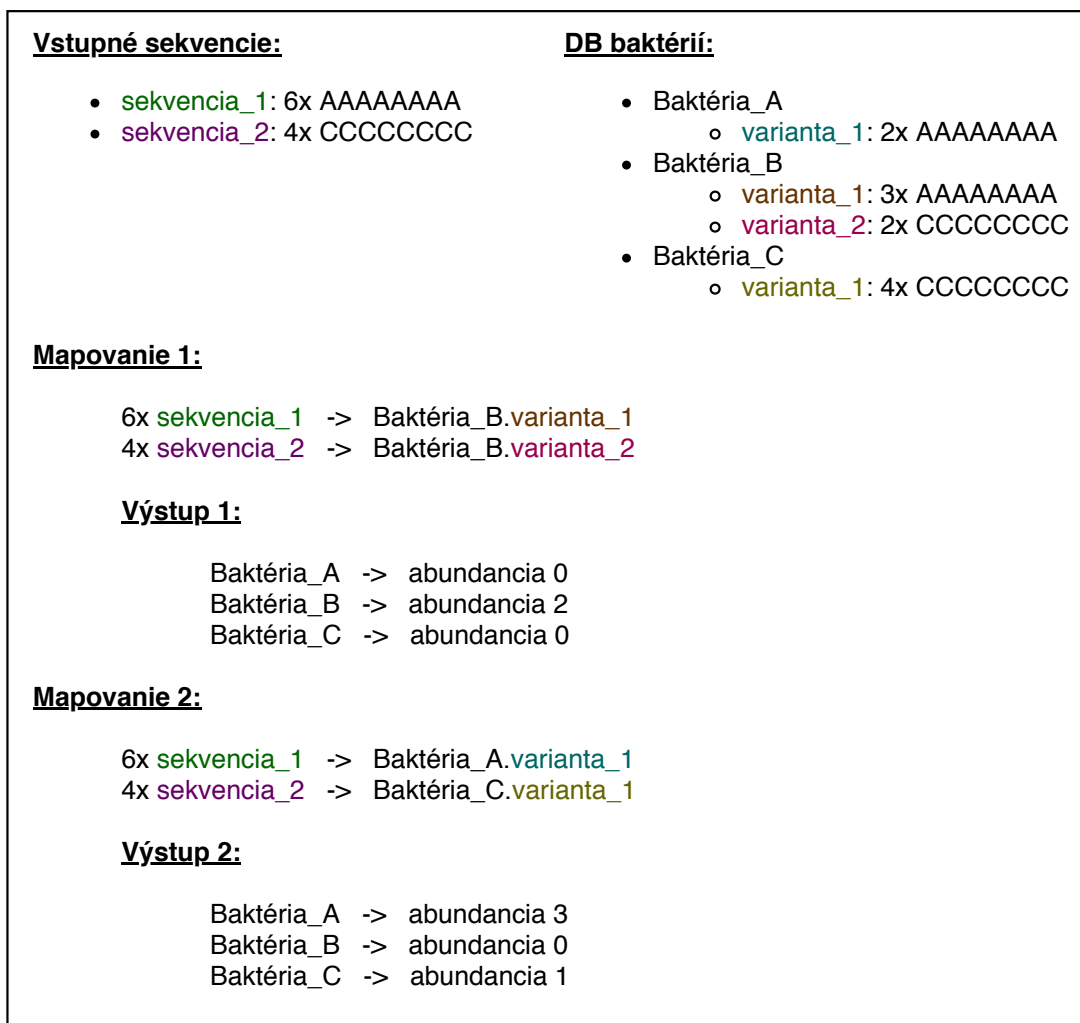 Vstupné sekvencie:
sekvencia_1: 6x AAAAAAAA
sekvencia_2: 4x CCCCCCCC
DB baktérií:
Baktéria_A
varianta_1: 2x AAAAAAAA
Baktéria_B
varianta_1: 3x AAAAAAAA
varianta_2: 2x CCCCCCCC
Baktéria_C
varianta_1: 4x CCCCCCCC
Mapovanie 1:
6x sekvencia_1 -> Baktéria_B.varianta_1
4x sekvencia_2 -> Baktéria_B.varianta_2
Výstup 1:
Baktéria_A -> abundancia 0
Baktéria_B -> abundancia 2
Baktéria_C -> abundancia 0
Mapovanie 2:
6x sekvencia_1 -> Baktéria_A.varianta_1
4x sekvencia_2 -> Baktéria_C.varianta_1
Výstup 2:
Baktéria_A -> abundancia 3
Baktéria_B -> abundancia 0
Baktéria_C -> abundancia 1